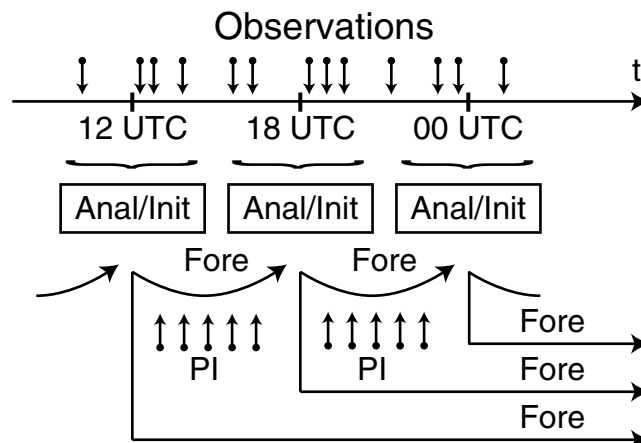 Observations
t
12 UTC 18 UTC 00 UTC
Anal/Init Anal/Init Anal/Init
Fore Fore
Fore
PI PI
Fore
Fore